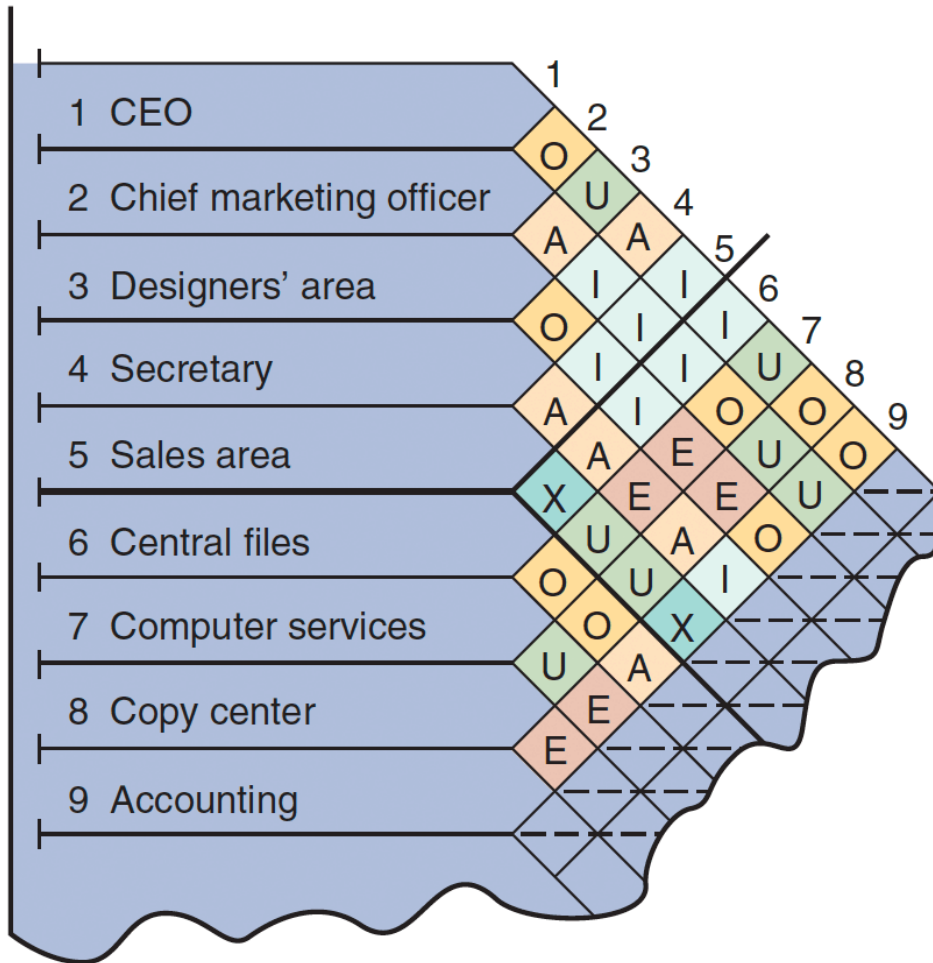 1
1 CEO 2
O 3
2 Chief marketing officer U 4
A A 5
3 Designers’ area I I 6
O I I 7
4 Secretary I I U 8
A I O O 9
5 Sales area A E U O
X E E U
6 Central files U A O
O U I
7 Computer services O X
U A
8 Copy center E
E
9 Accounting